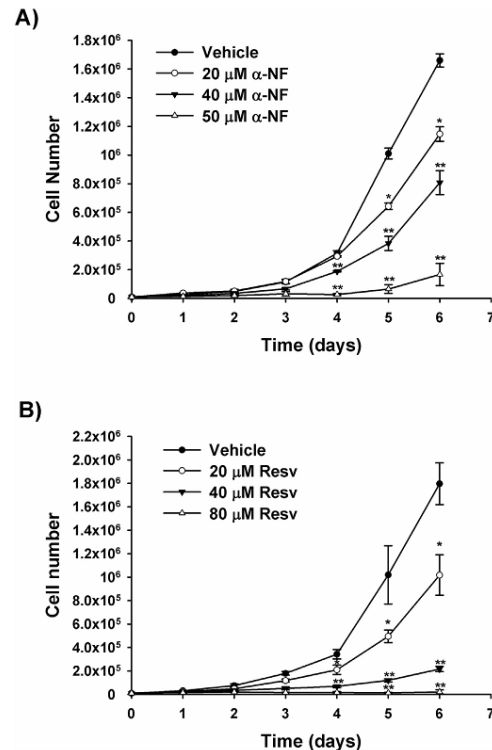 A)
1.8x10⁶
1.6x10⁶
1.4x10⁶
1.2x10⁶
10⁶
8.0x10⁵
6.0x10⁵
4.0x10⁵
2.0x10⁵
0
Cell Number
Vehicle
20 μM α-NF
40 μM α-NF
50 μM α-NF
*
*
**
**
**
**
**
**
0 1 2 3 4 5 6 7
Time (days)
B)
2.2x10⁶
2.0x10⁶
1.8x10⁶
1.6x10⁶
1.4x10⁶
1.2x10⁶
10⁶
8.0x10⁵
6.0x10⁵
4.0x10⁵
2.0x10⁵
0
Cell number
Vehicle
20 μM Resv
40 μM Resv
80 μM Resv
*
*
**
**
**
**
**
**
0 1 2 3 4 5 6 7
Time (days)